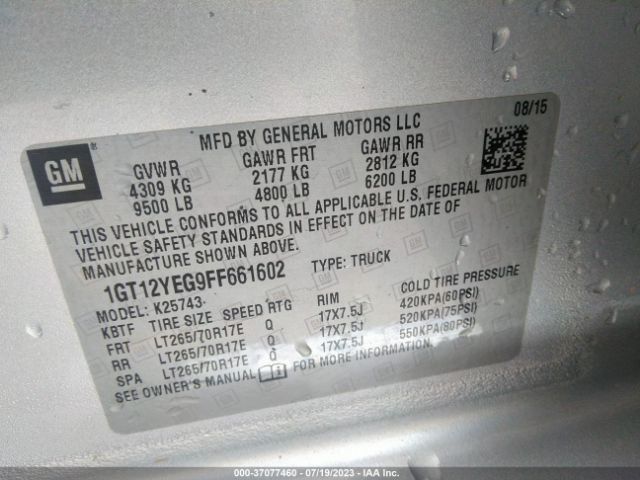 08/15
MFD BY GENERAL MOTORS LLC
GM
GVWR GAWR FRT GAWR RR
4309 KG 2177 KG 2812 KG
9500 LB 4800 LB 6200 LB
THIS VEHICLE CONFORMS TO ALL APPLICABLE U.S. FEDERAL MOTOR
VEHICLE SAFETY STANDARDS IN EFFECT ON THE DATE OF
MANUFACTURE SHOWN ABOVE.
1GT12YEG9FF661602 TYPE: TRUCK
MODEL: K25743
KBTF TIRE SIZE SPEED RTG RIM COLD TIRE PRESSURE
FRT LT265/70R17E Q 17X7.5J 420KPA(60PSI)
RR LT265/70R17E Q 17X7.5J 520KPA(75PSI)
SPA LT265/70R17E Q 17X7.5J 550KPA(80PSI)
SEE OWNER'S MANUAL FOR MORE INFORMATION.
000-37077460 - 07/19/2023 - IAA Inc.